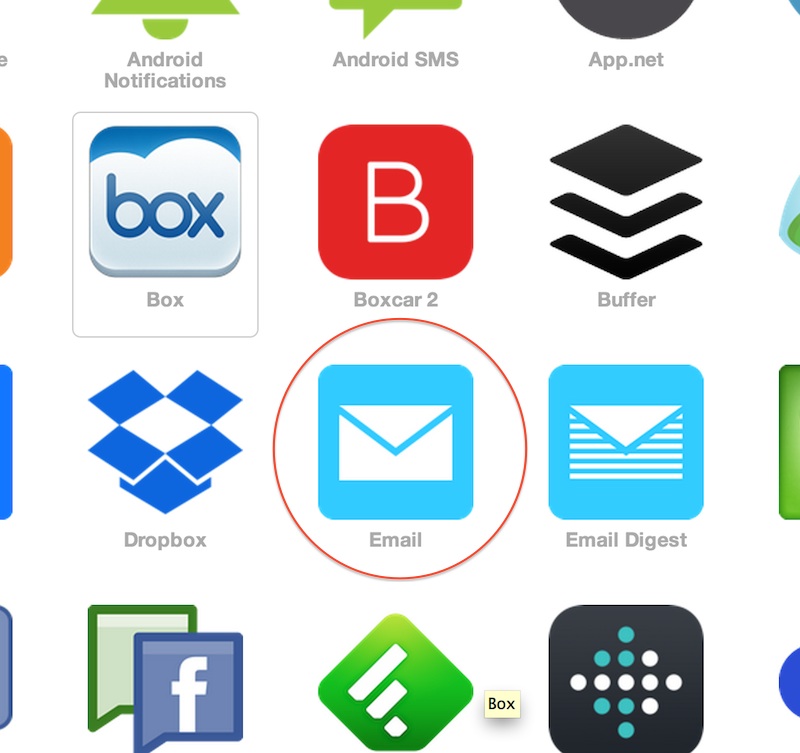 e
Android
Notifications
Android SMS
App.net
box
B
Box
Boxcar 2
Buffer
Dropbox
Email
Email Digest
f
Box